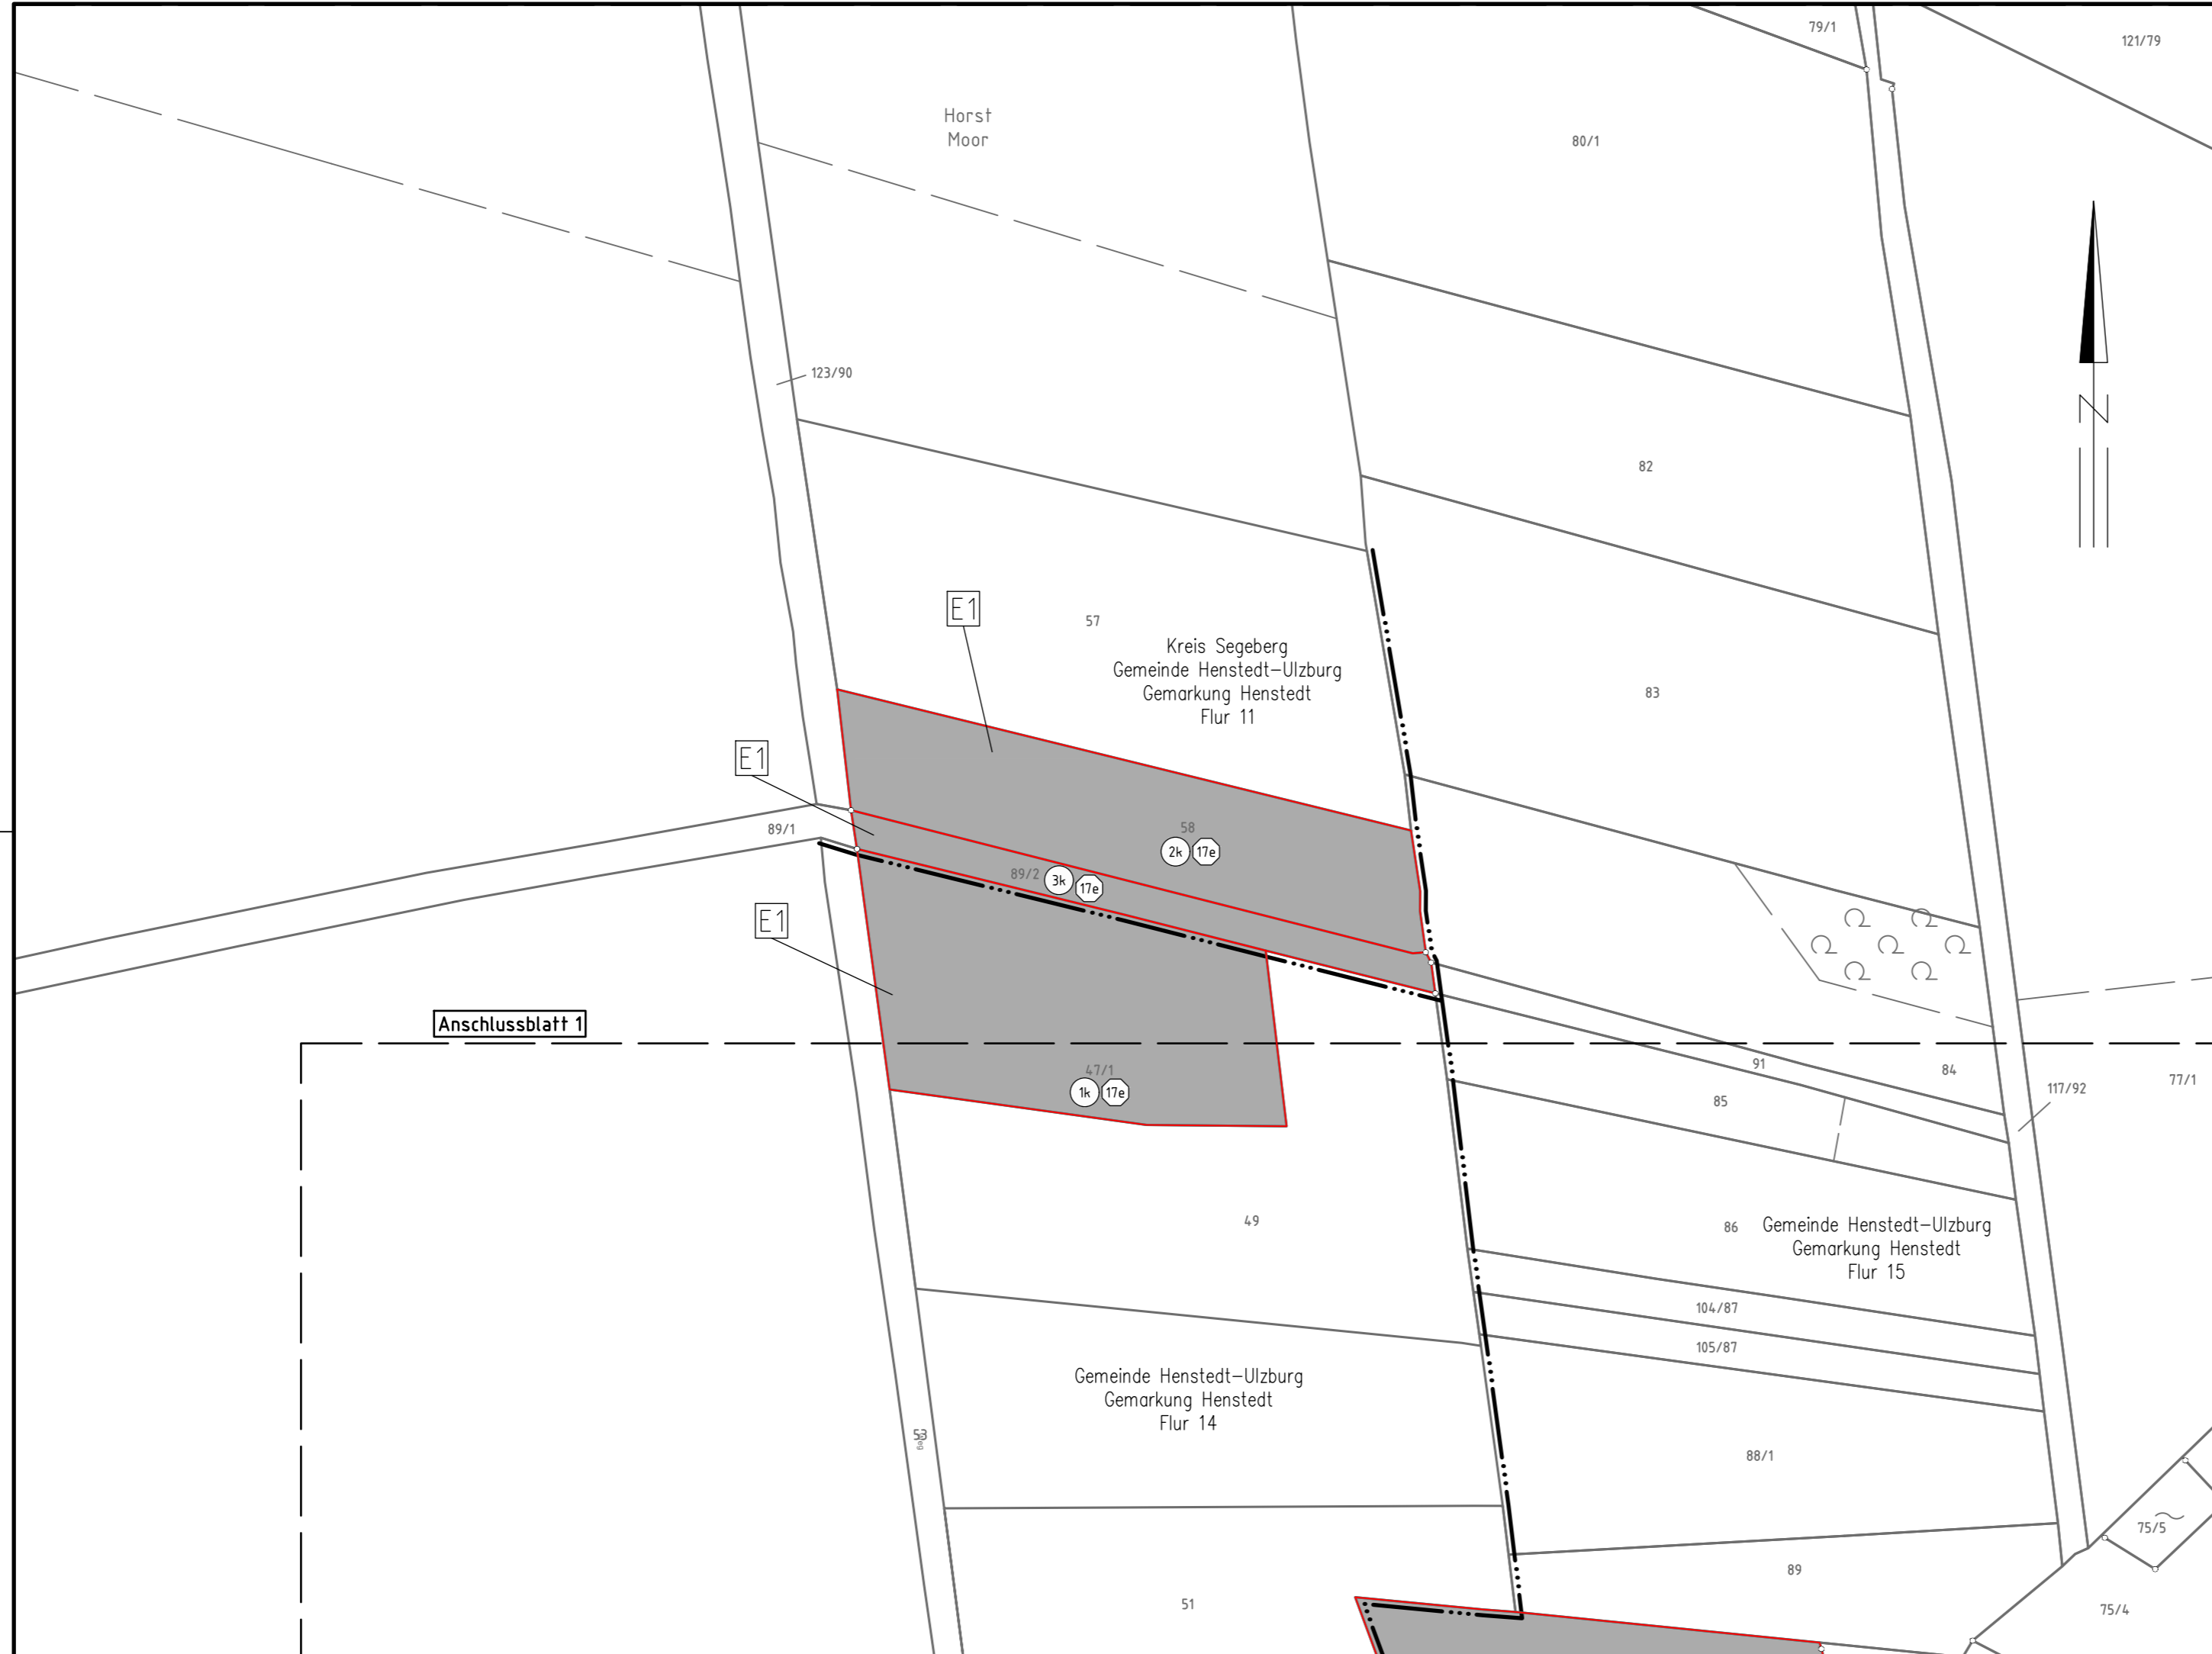 79/1
121/79
Horst
Moor
80/1
123/90
N
82
E1
57
Kreis Segeberg
Gemeinde Henstedt-Ulzburg
Gemarkung Henstedt
Flur 11
83
E1
89/1
58
2k 17e
89/2 3k 17e
E1
Anschlussblatt 1
91
84
47/1
1k 17e
77/1
117/92
85
49
86
Gemeinde Henstedt-Ulzburg
Gemarkung Henstedt
Flur 15
104/87
105/87
Gemeinde Henstedt-Ulzburg
Gemarkung Henstedt
Flur 14
53
88/1
75/5
89
51
75/4